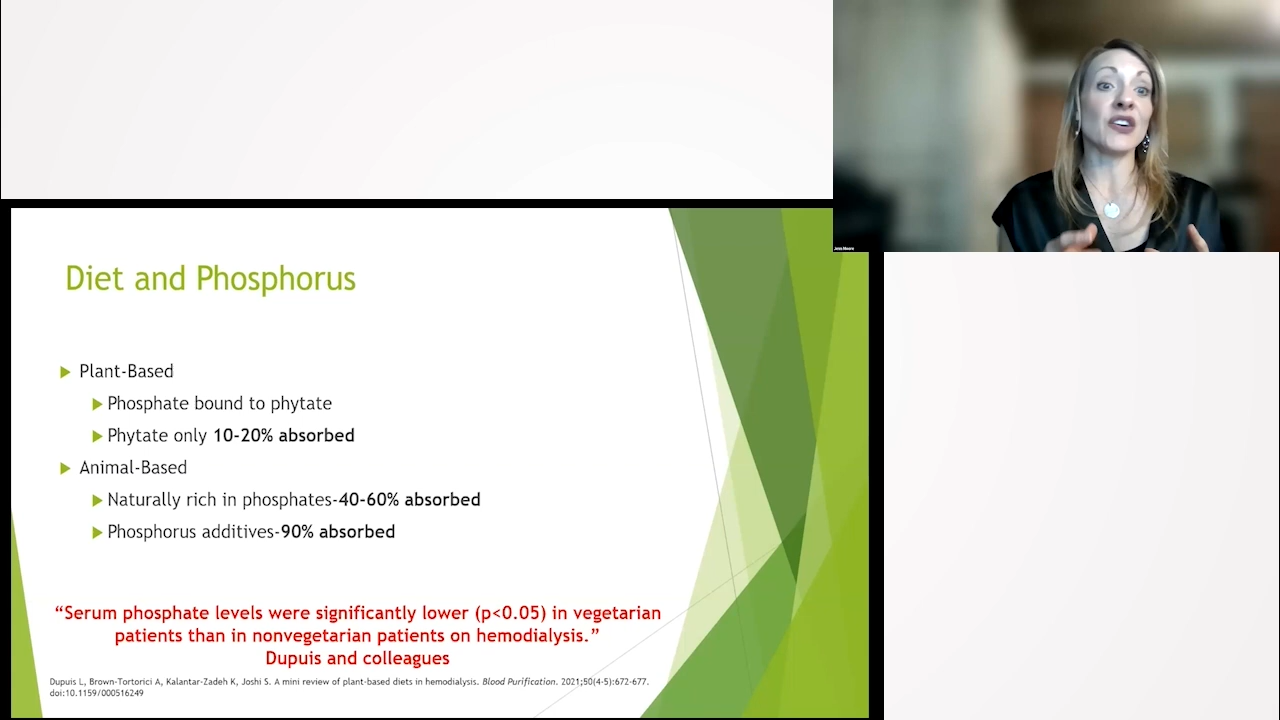 Jenn Moore
Diet and Phosphorus
Plant-Based
Phosphate bound to phytate
Phytate only 10-20% absorbed
Animal-Based
Naturally rich in phosphates-40-60% absorbed
Phosphorus additives-90% absorbed
“Serum phosphate levels were significantly lower (p<0.05) in vegetarian
patients than in nonvegetarian patients on hemodialysis.”
Dupuis and colleagues
Dupuis L, Brown-Tortorici A, Kalantar-Zadeh K, Joshi S. A mini review of plant-based diets in hemodialysis. Blood Purification. 2021;50(4-5):672-677.
doi:10.1159/000516249